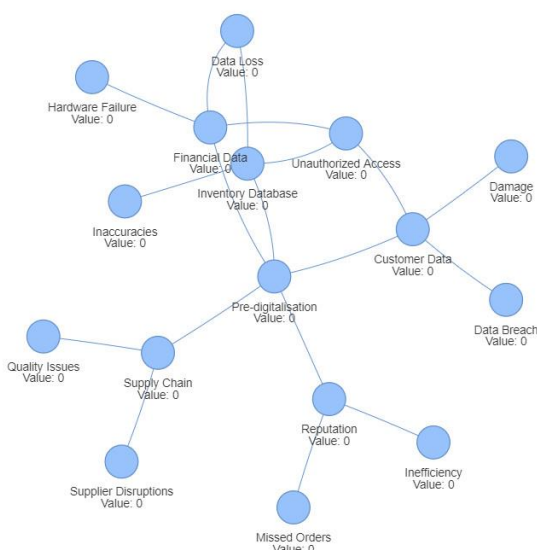 Data Loss
Value: 0
Hardware Failure
Value: 0
Financial Data
Value: 0
Unauthorized Access
Value: 0
Inventory Database
Value: 0
Damage
Value: 0
Inaccuracies
Value: 0
Customer Data
Value: 0
Pre-digitalisation
Value: 0
Data Breach
Value: 0
Quality Issues
Value: 0
Supply Chain
Value: 0
Reputation
Value: 0
Inefficiency
Value: 0
Supplier Disruptions
Value: 0
Missed Orders
Value: 0